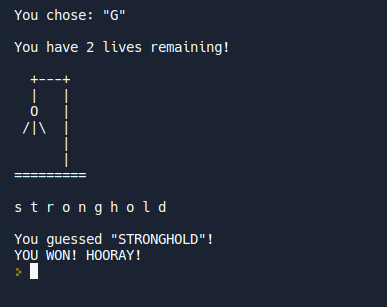 You chose: "G"
You have 2 lives remaining!
  +---+
  |   |
  O   |
 /|\  |
      |
      |
=========
s t r o n g h o l d
You guessed "STRONGHOLD"!
YOU WON! HOORAY!
>